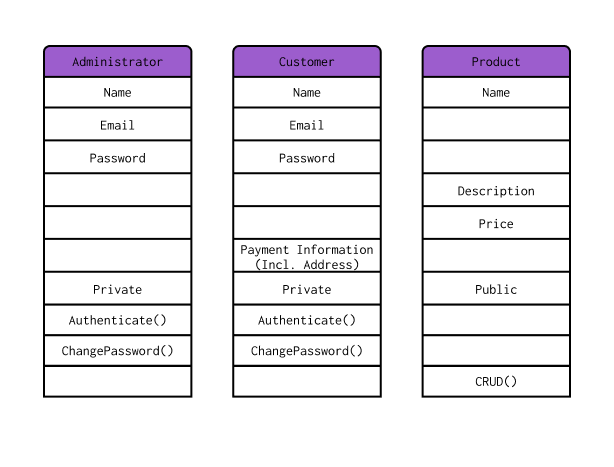 Administrator
Name
Email
Password
Private
Authenticate()
ChangePassword()
Customer
Name
Email
Password
Payment Information
(Incl. Address)
Private
Authenticate()
ChangePassword()
Product
Name
Description
Price
Public
CRUD()